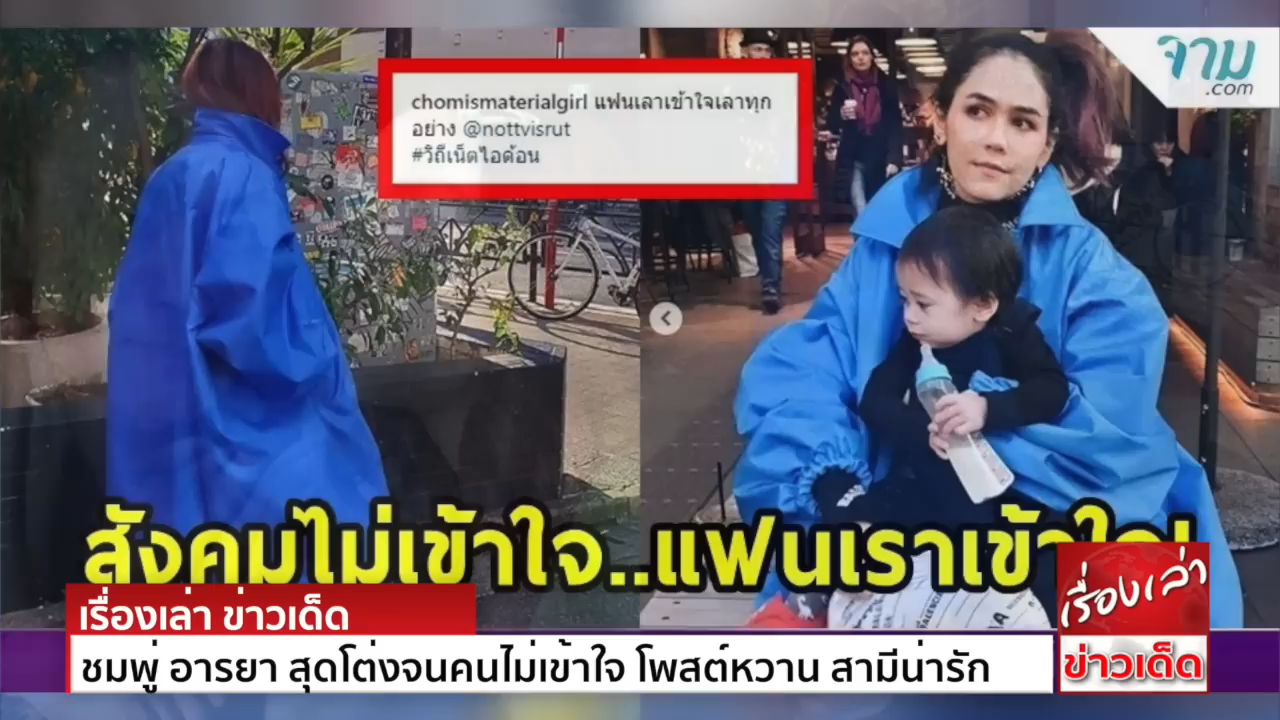 จาม
.com
chomismaterialgirl แฟนเลาเข้าใจเลาทุก
อย่าง @nottvisrut
#วิถีเน็ตไอด้อน
สังคมไม่เข้าใจ..แฟนเราเข้าใจ
เรื่องเล่า ข่าวเด็ด
ชมพู่ อารยา สุดโต่งจนคนไม่เข้าใจ โพสต์หวาน สามีน่ารัก
เรื่องเล่า
ข่าวเด็ด